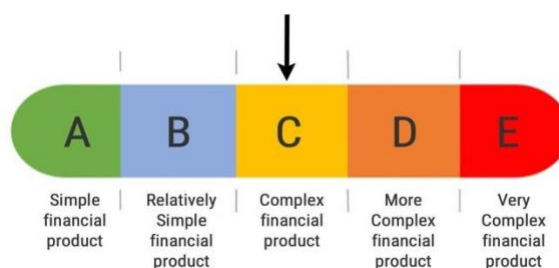 A
B
C
D
E
Simple
financial
product
Relatively
Simple
financial
product
Complex
financial
product
More
Complex
financial
product
Very
Complex
financial
product